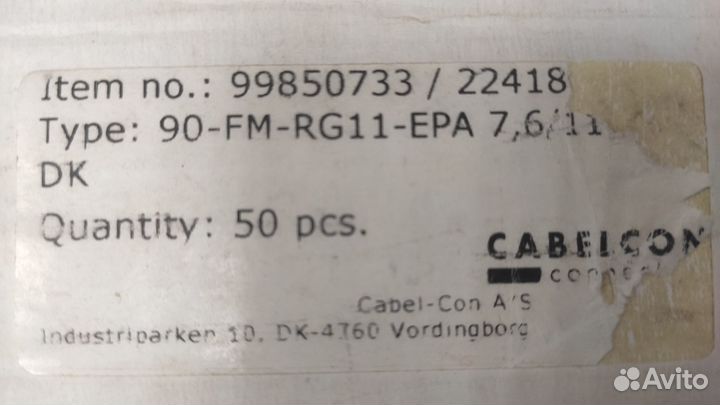 Item no.: 99850733 / 22418
Type: 90-FM-RG11-EPA 7,6/11
DK
Quantity: 50 pcs.
CABELCON
Cabel-Con A/S
Industriparken 10, DK-4760 Vordingborg
Avito